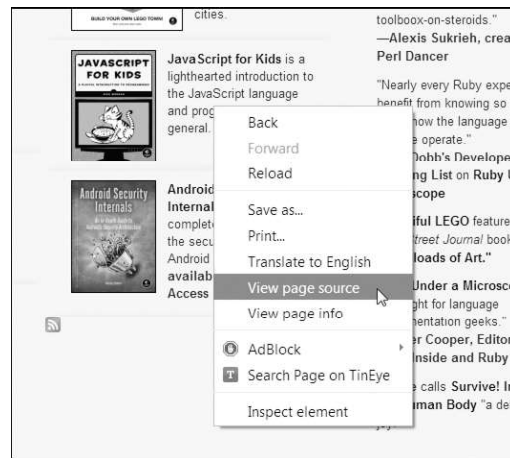 BUILD YOUR OWN LEGO TOWN!
cities.
JAVASCRIPT
FOR KIDS
JavaScript for Kids is a
lighthearted introduction to
the JavaScript language
and prog
general.
Android Security
Internals
Android
Internal
complet
the secu
Android
availab
Access
Back
Forward
Reload
Save as...
Print...
Translate to English
View page source
View page info
AdBlock
Search Page on TinEye
Inspect element
toolboox-on-steroids."
—Alexis Sukrieh, crea
Perl Dancer
"Nearly every Ruby expe
benefit from knowing so
how the language
e operate."
Dobb's Develope
ng List on Ruby U
scope
iful LEGO feature
treet Journal book
loads of Art."
Under a Microsc
ght for language
mentation geeks."
er Cooper, Editor
Inside and Ruby
calls Survive! In
uman Body "a de